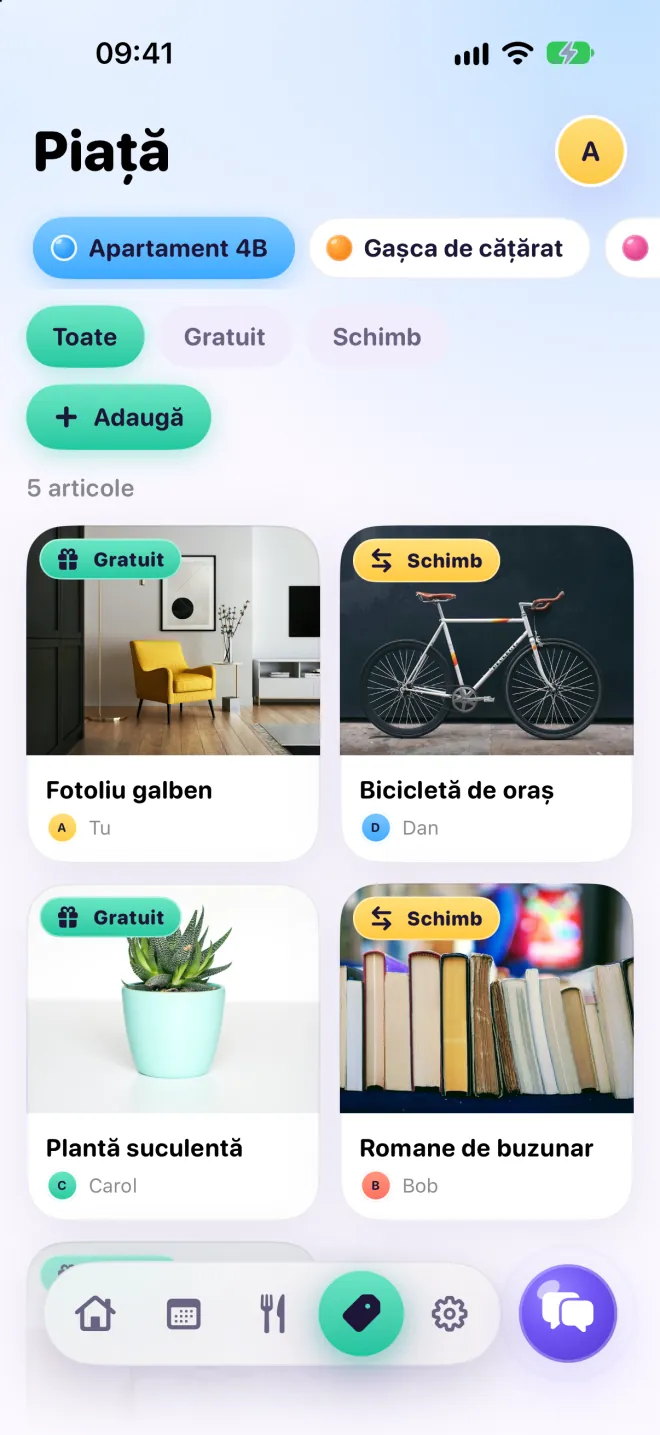 09:41
Piață
A
Apartament 4B
Gașca de cățărat
Toate
Gratuit
Schimb
+ Adaugă
5 articole
Gratuit
Schimb
Fotoliu galben
Bicicletă de oraș
A Tu
D Dan
Gratuit
Schimb
Plantă suculentă
Romane de buzunar
C Carol
B Bob